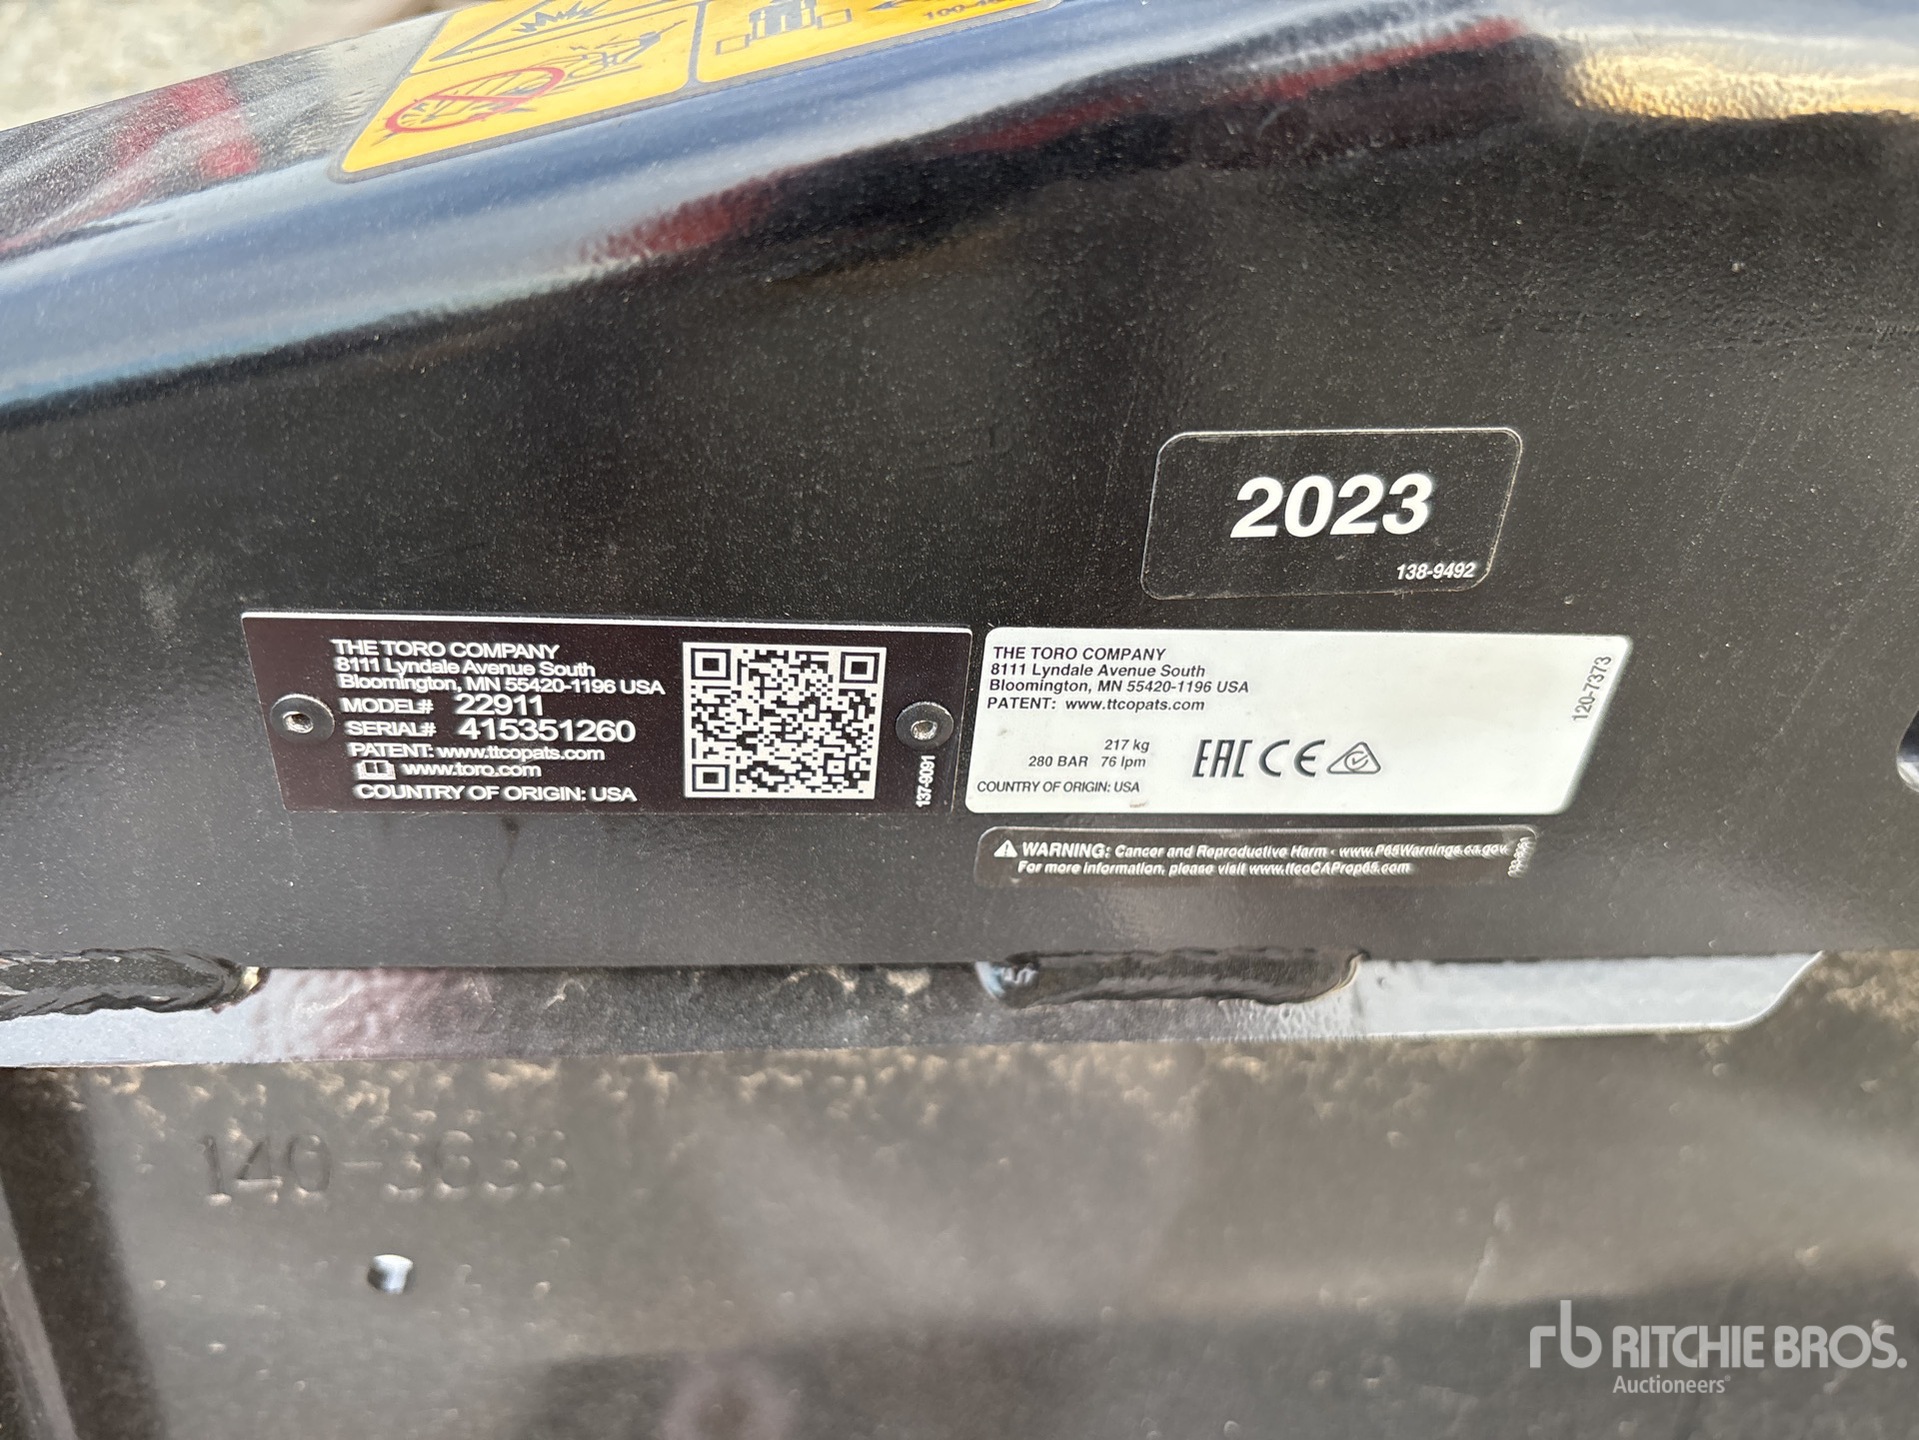 2023
138-9492
THE TORO COMPANY
8111 Lyndale Avenue South
Bloomington, MN 55420-1196 USA
MODEL# 22911
SERIAL# 415351260
PATENT: www.ttcopats.com
www.toro.com
COUNTRY OF ORIGIN: USA
137-9091
THE TORO COMPANY
8111 Lyndale Avenue South
Bloomington, MN 55420-1196 USA
PATENT: www.ttcopats.com
217 kg
280 BAR 76 lpm
COUNTRY OF ORIGIN: USA
EAC CE
120-7373
WARNING: Cancer and Reproductive Harm - www.P65Warnings.ca.gov
For more information, please visit www.ttcoCAProp65.com
rb RITCHIE BROS.
Auctioneers